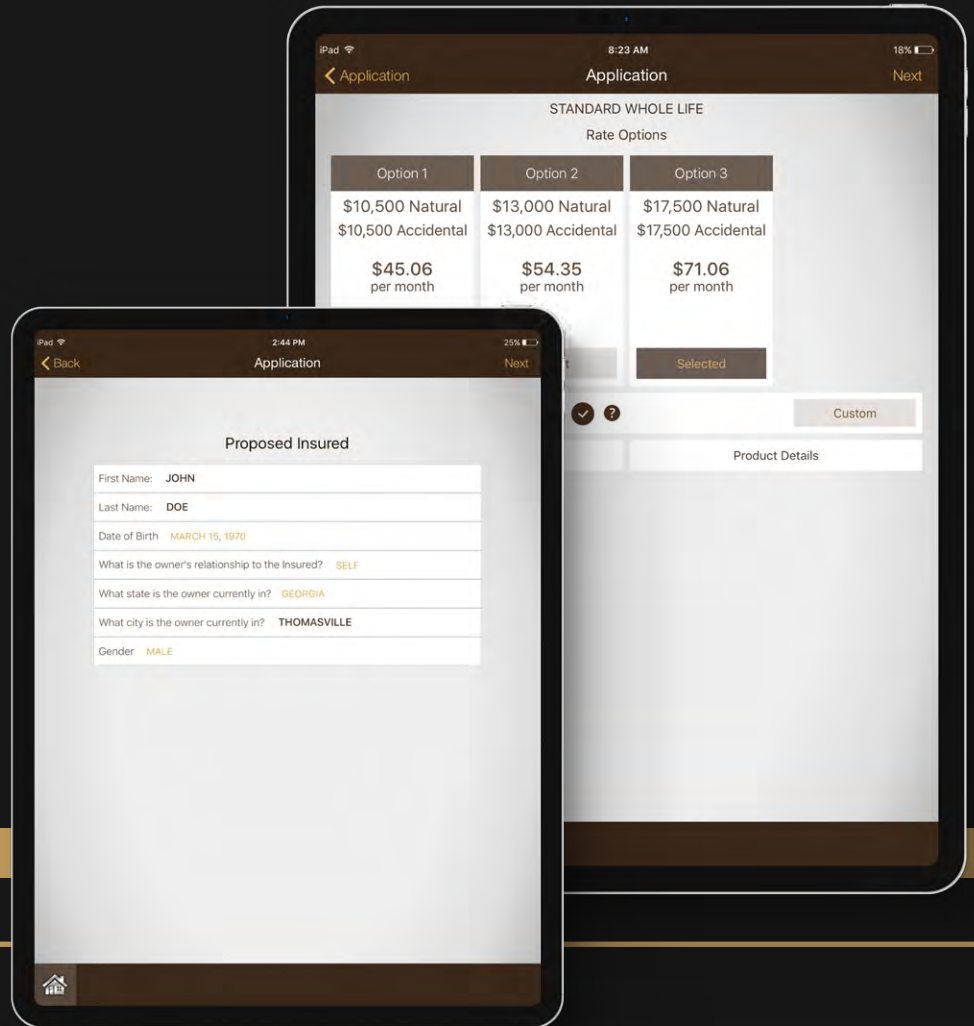 iPad 8:23 AM 18%
Application Application Next
STANDARD WHOLE LIFE
Rate Options
Option 1 Option 2 Option 3
$10,500 Natural $13,000 Natural $17,500 Natural
$10,500 Accidental $13,000 Accidental $17,500 Accidental
$45.06 $54.35 $71.06
per month per month per month
Selected
? Custom
Product Details
iPad 2:44 PM 25%
Back Application Next
Proposed Insured
First Name: JOHN
Last Name: DOE
Date of Birth MARCH 15, 1970
What is the owner's relationship to the Insured? SELF
What state is the owner currently in? GEORGIA
What city is the owner currently in? THOMASVILLE
Gender MALE